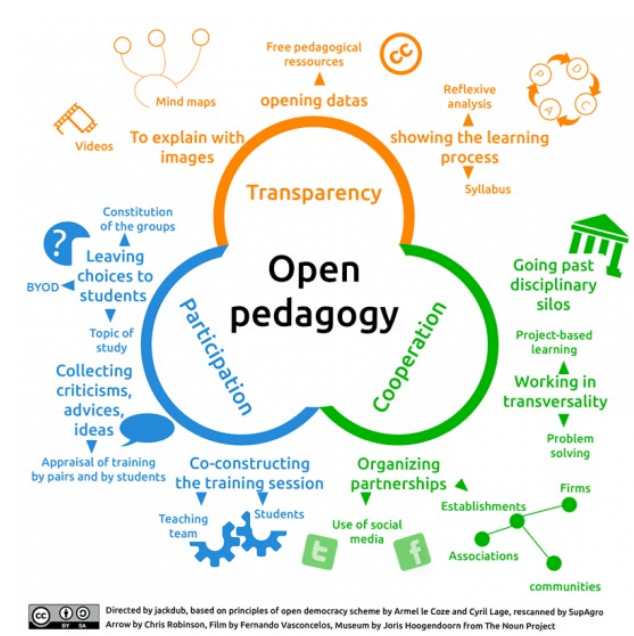 Free pedagogical
ressources
cc
opening datas
Mind maps
Videos
To explain with
images
Reflexive
analysis
P
D
C
A
showing the learning
process
Syllabus
Transparency
Open
pedagogy
Participation
Cooperation
Constitution
of the groups
?
Leaving
choices to
students
BYOD
Topic of
study
Collecting
criticisms,
advices,
ideas
Appraisal of training
by pairs and by students
Co-constructing
the training session
Teaching
team
Students
Going past
disciplinary
silos
Project-based
learning
Working in
transversality
Problem
solving
Organizing
partnerships
Use of social
media
t
f
Establishments
Firms
Associations
communities
cc
BY SA
Directed by jackdub, based on principles of open democracy scheme by Armel le Coze and Cyril Lage, rescanned by SupAgro
Arrow by Chris Robinson, Film by Fernando Vasconcelos, Museum by Joris Hoogendoorn from The Noun Project